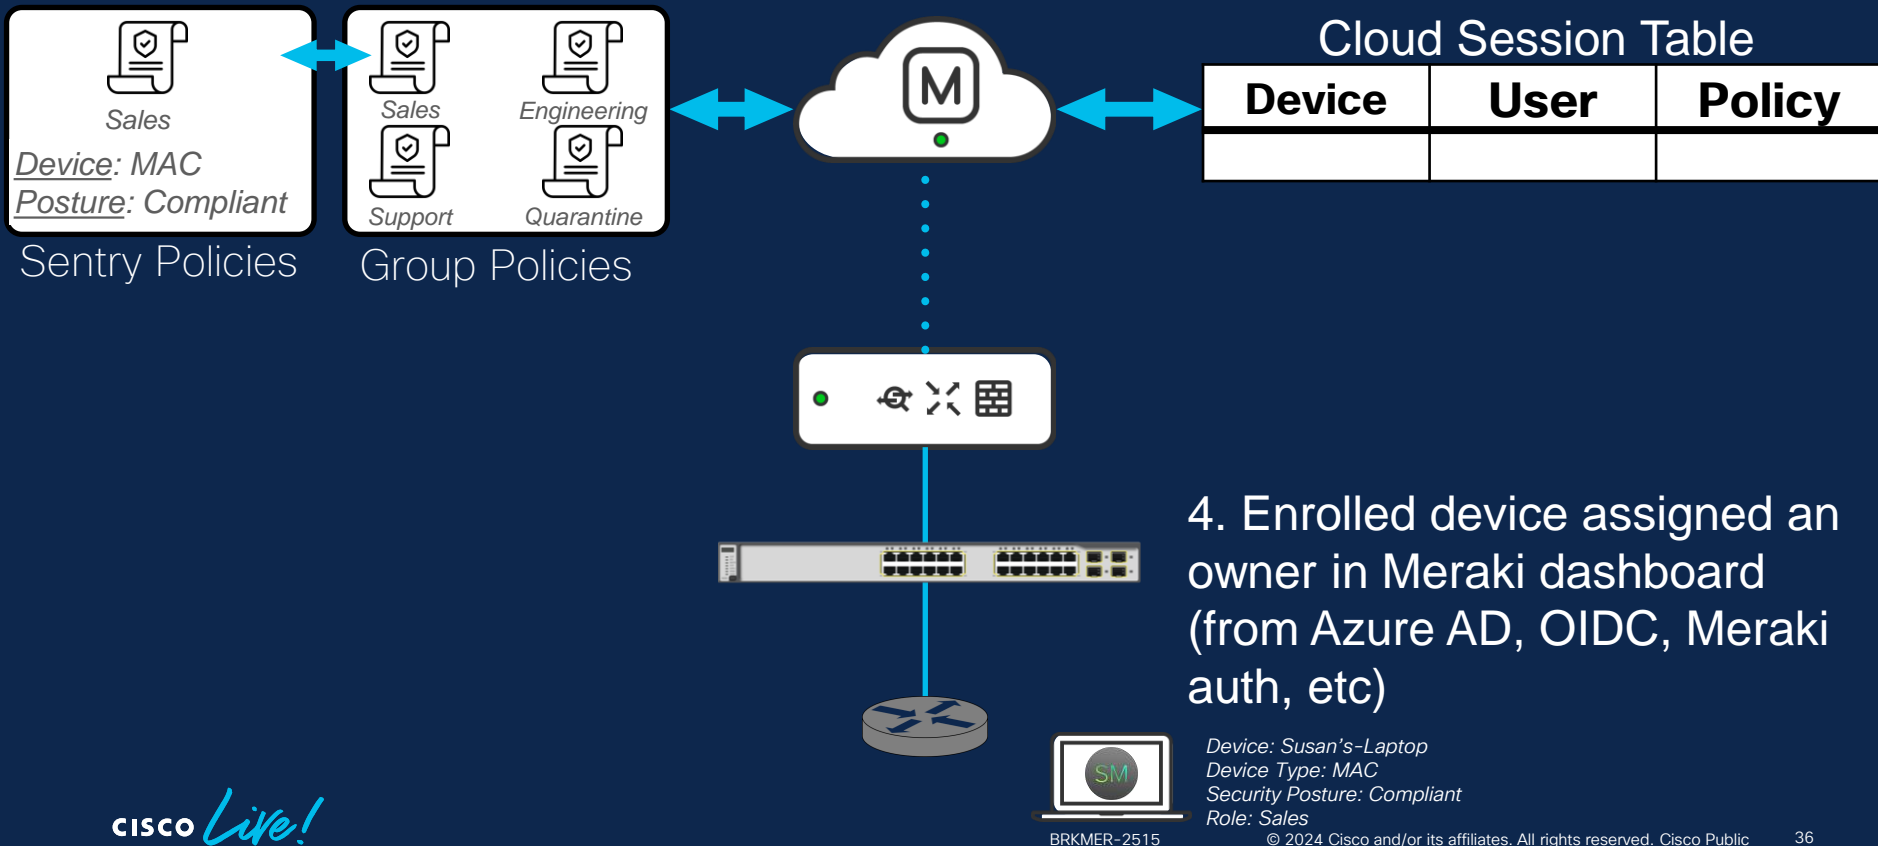 Sales
Device: MAC
Posture: Compliant
Sentry Policies
Sales
Engineering
Support
Quarantine
Group Policies
M
Cloud Session Table
Device User Policy
4. Enrolled device assigned an
owner in Meraki dashboard
(from Azure AD, OIDC, Meraki
auth, etc)
SM
Device: Susan's-Laptop
Device Type: MAC
Security Posture: Compliant
Role: Sales
CISCO Live!
BRKMER-2515
© 2024 Cisco and/or its affiliates. All rights reserved. Cisco Public
36